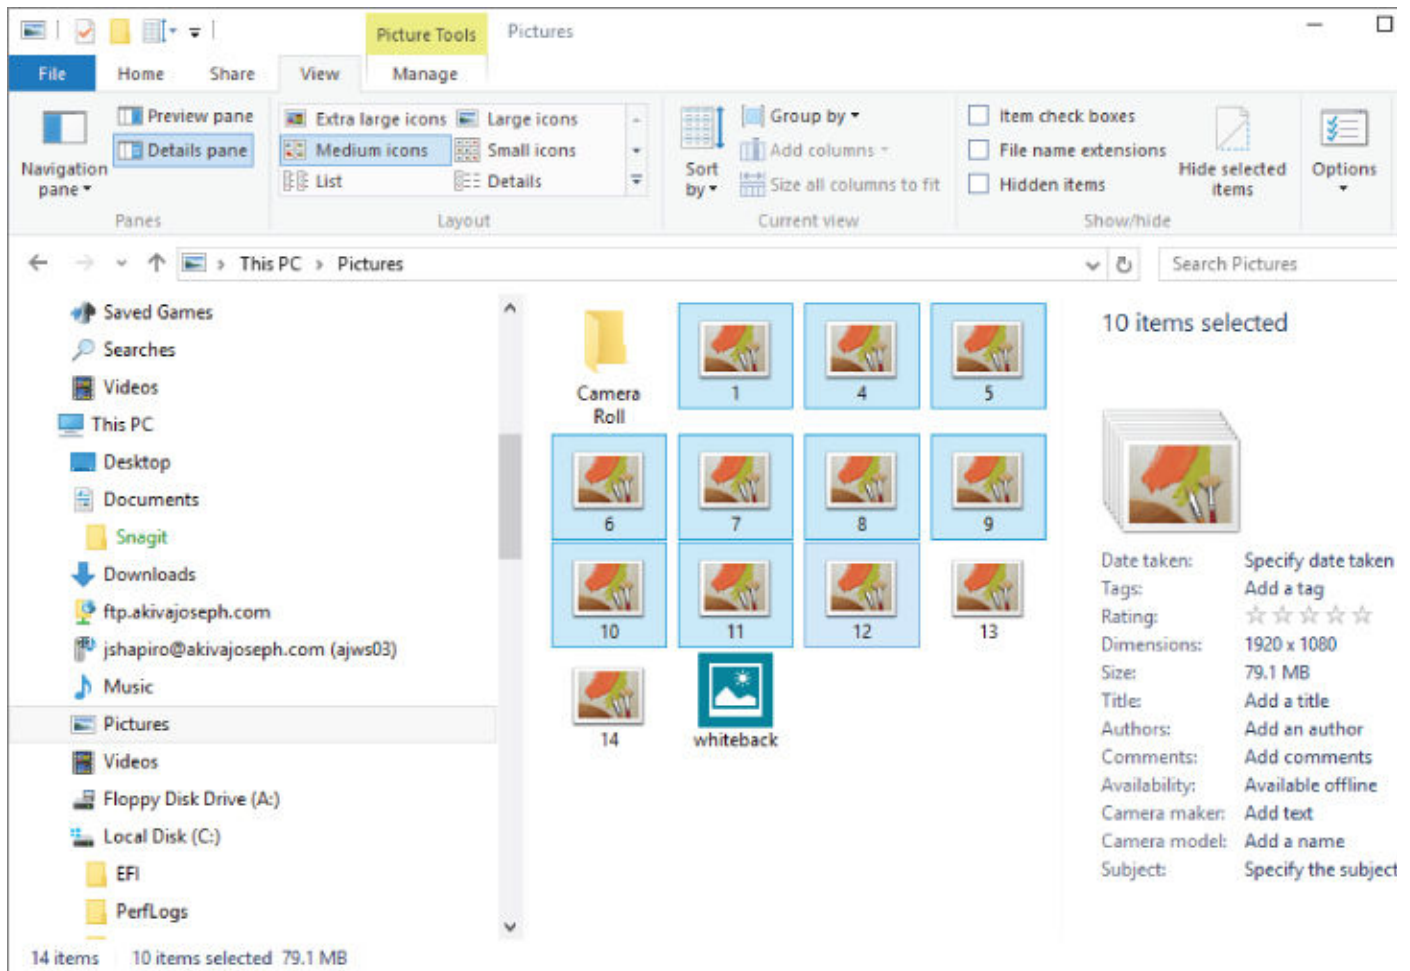 Picture Tools Pictures
File Home Share View Manage
Navigation pane
Preview pane
Details pane
Panes
Extra large icons Large icons
Medium icons Small icons
List Details
Layout
Sort by
Group by
Add columns
Size all columns to fit
Current view
Item check boxes
File name extensions
Hidden items
Hide selected items
Show/hide
Options
This PC Pictures
Search Pictures
Saved Games
Searches
Videos
This PC
Desktop
Documents
Snagit
Downloads
ftp.akivajoseph.com
jshapiro@akivajoseph.com (ajws03)
Music
Pictures
Videos
Floppy Disk Drive (A:)
Local Disk (C:)
EFI
PerfLogs
Camera Roll
1 4 5
6 7 8 9
10 11 12 13
14 whiteback
10 items selected
Date taken: Specify date taken
Tags: Add a tag
Rating:
Dimensions: 1920 x 1080
Size: 79.1 MB
Title: Add a title
Authors: Add an author
Comments: Add comments
Availability: Available offline
Camera maker: Add text
Camera model: Add a name
Subject: Specify the subject
14 items 10 items selected 79.1 MB